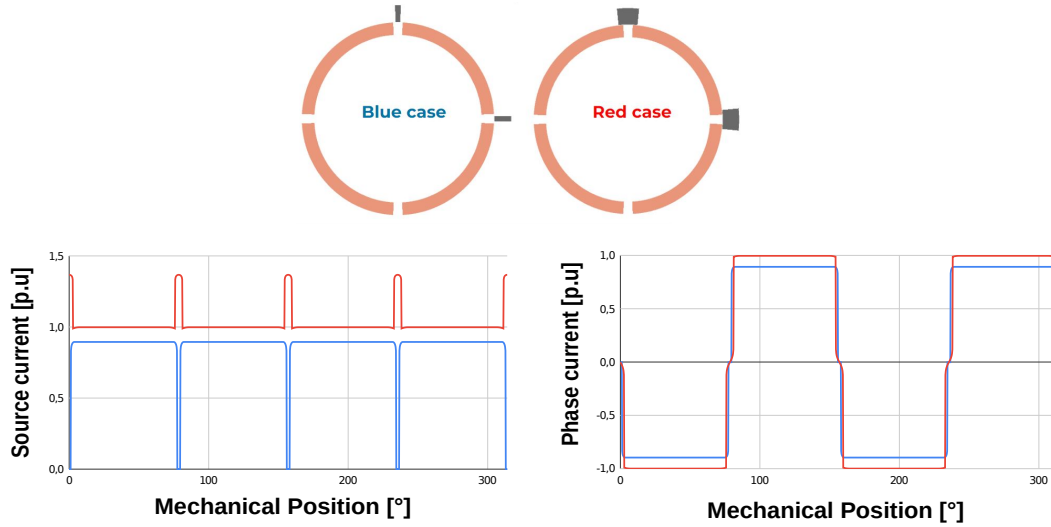 Blue case
Red case
Source current [p.u]
1,5
1,0
0,5
0,0
0
100
200
300
Mechanical Position [°]
Phase current [p.u]
1,0
0,5
0,0
-0,5
-1,0
0
100
200
300
Mechanical Position [°]